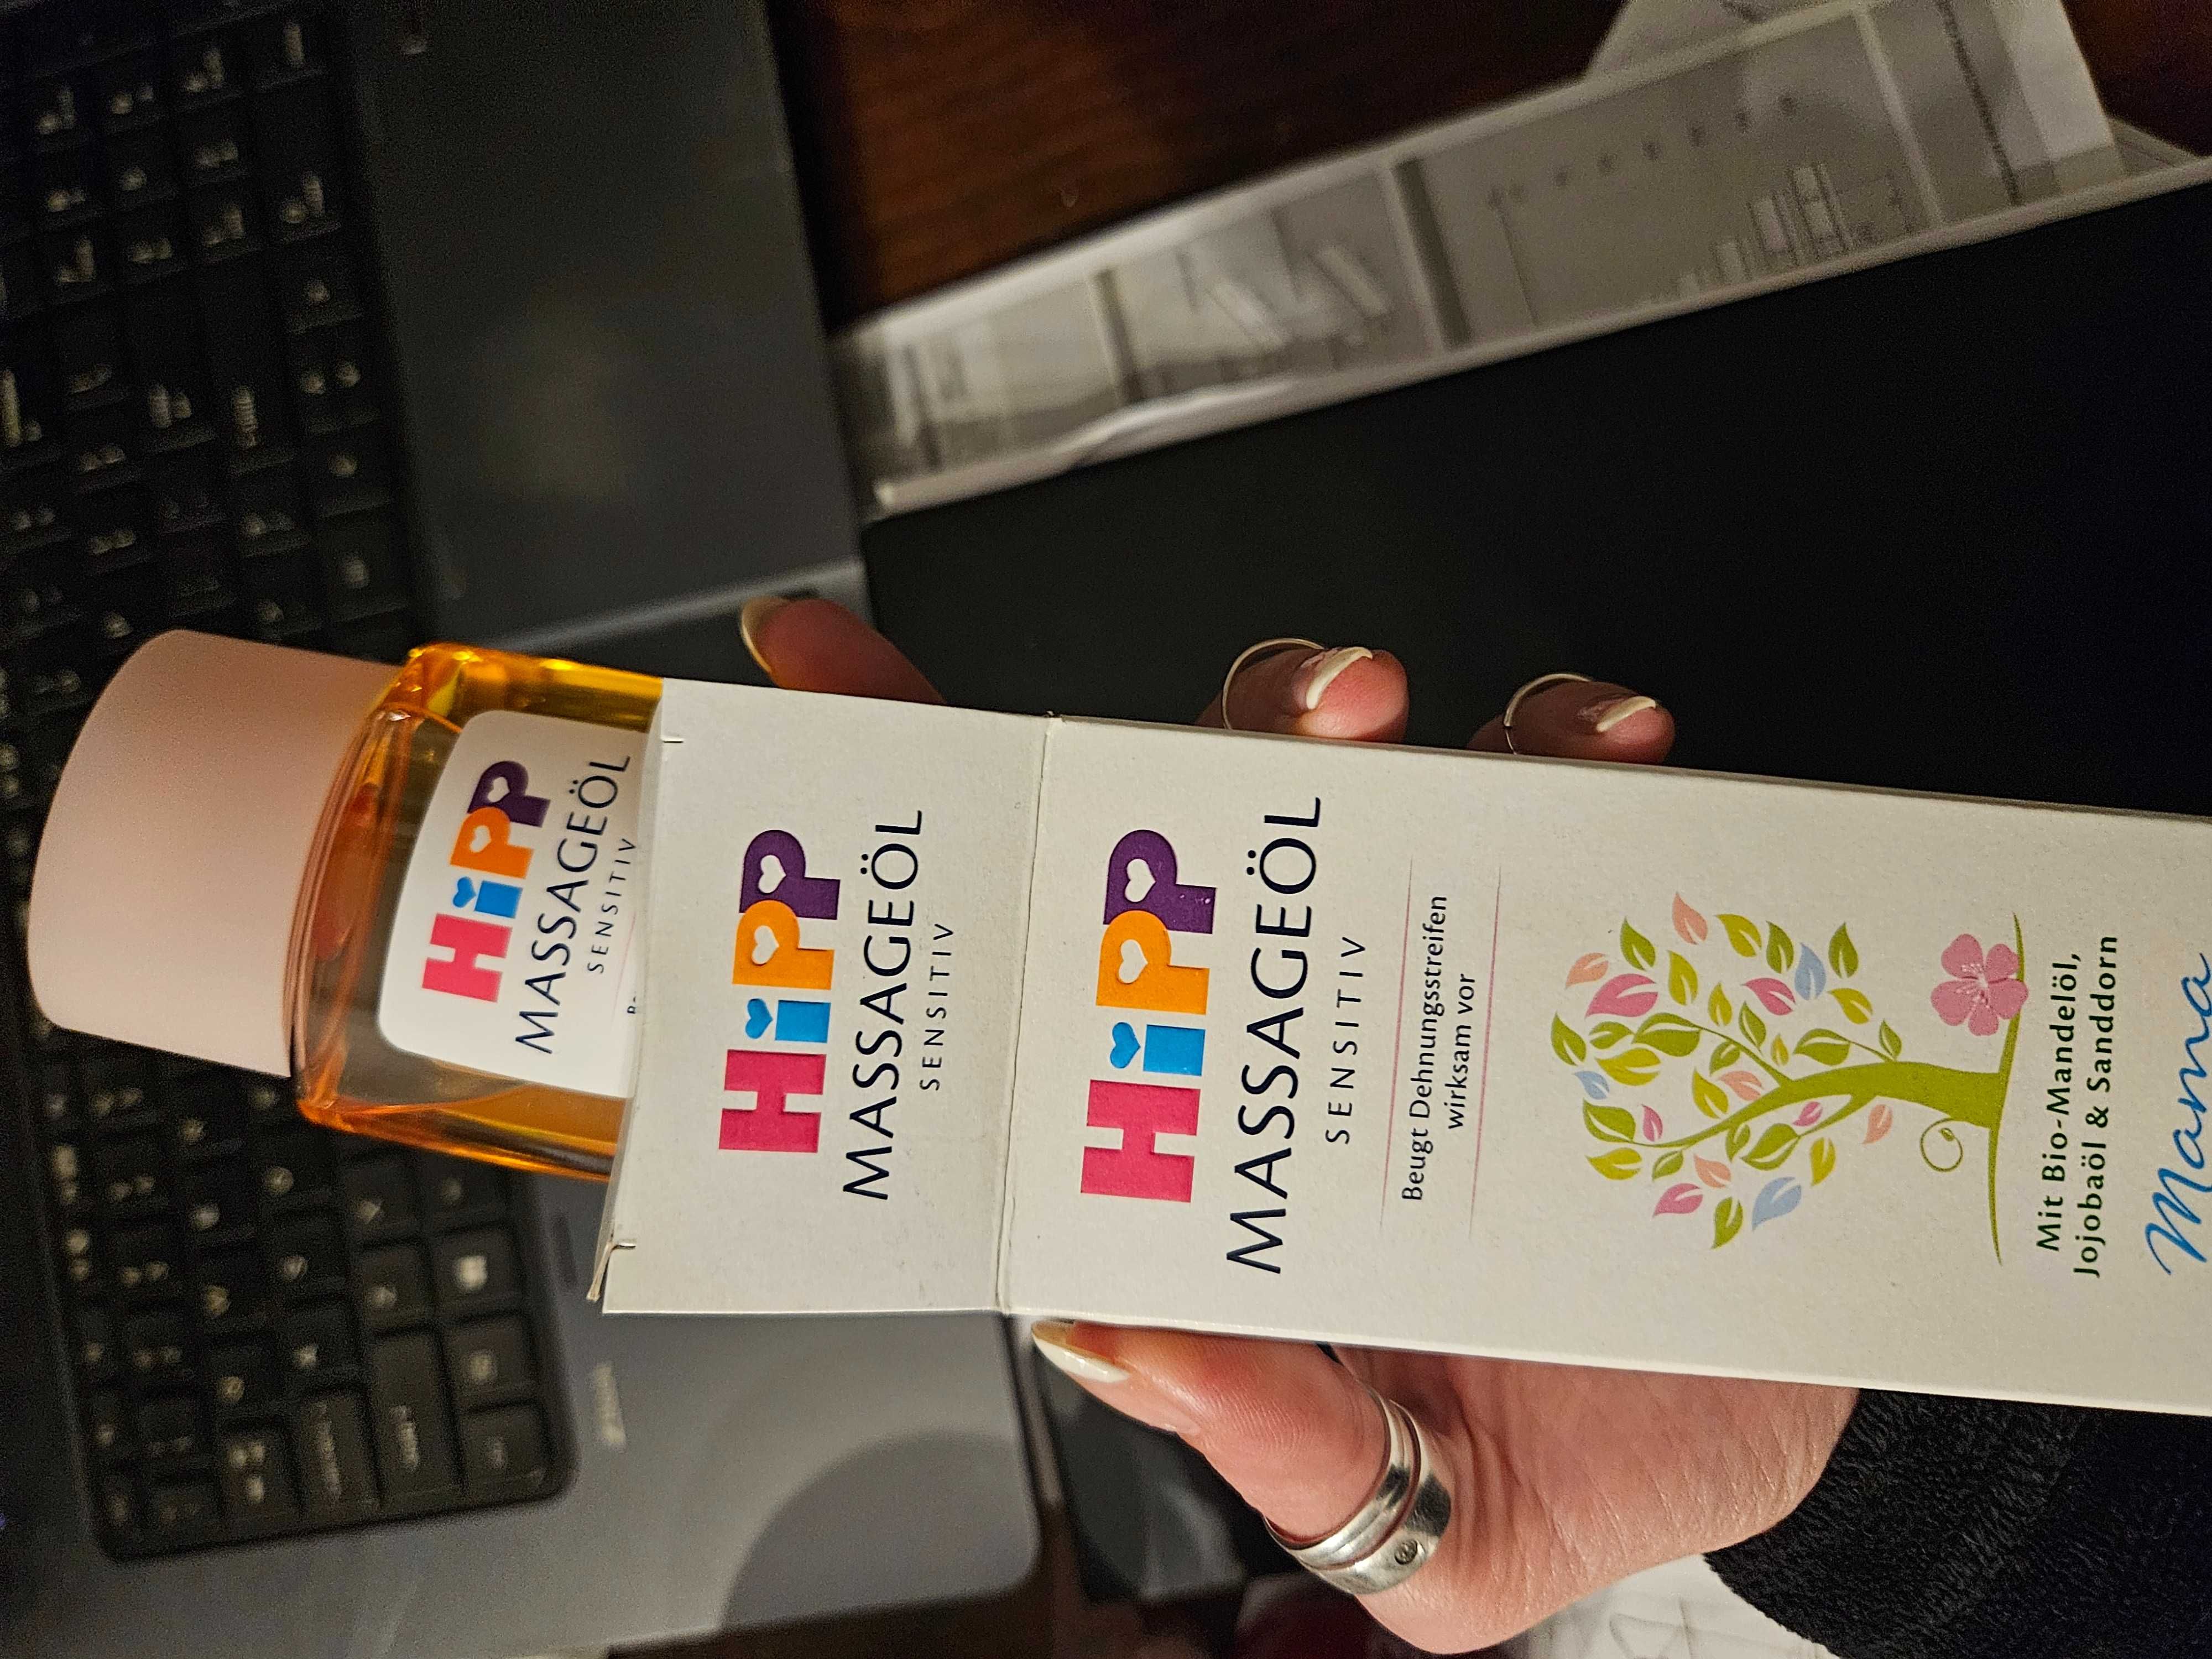 HiPP
MASSAGEÖL
SENSITIV
HiPP
MASSAGEÖL
SENSITIV
HiPP
MASSAGEÖL
SENSITIV
Beugt Dehnungsstreifen
wirksam vor
Mit Bio-Mandelöl,
Jojobaöl & Sanddorn
Mama